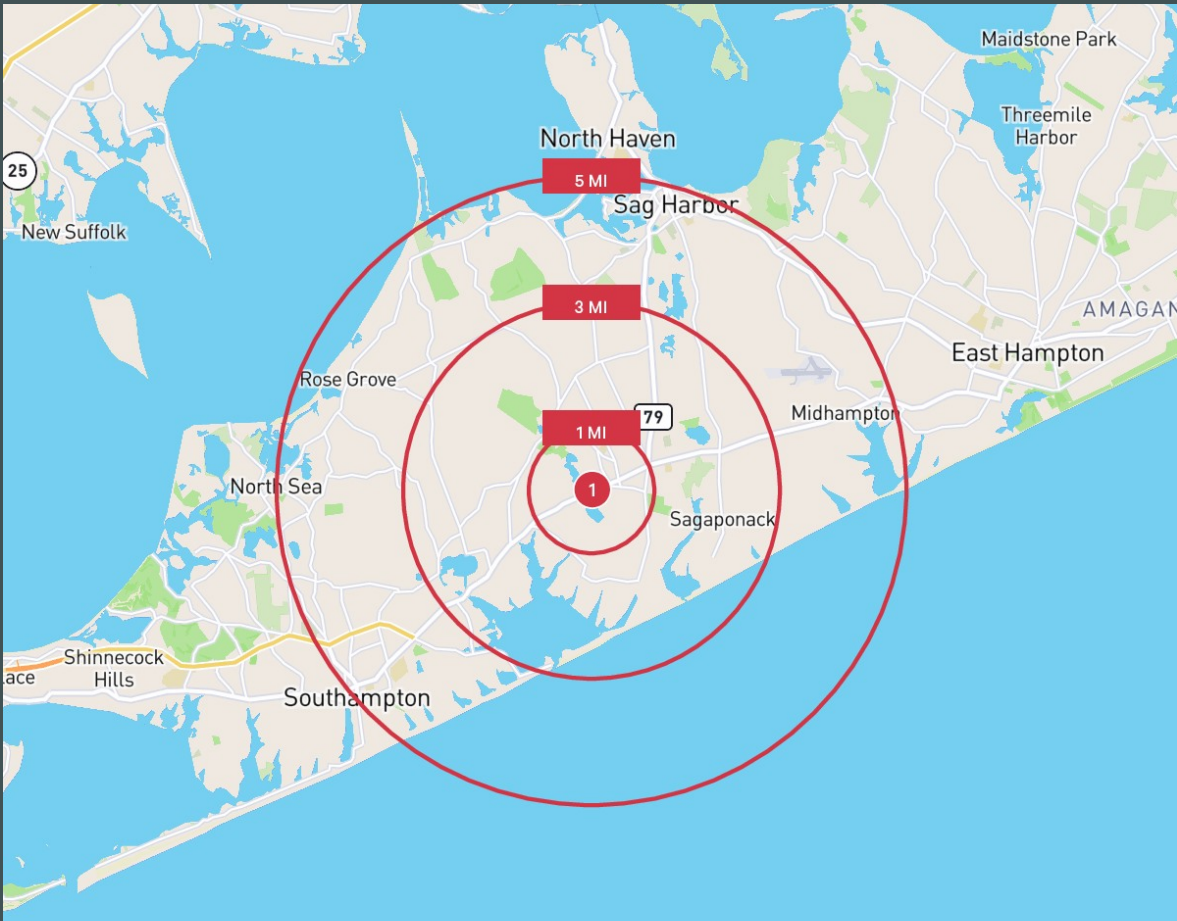 Maidstone Park
Threemile
Harbor
North Haven
25
5 MI
Sag Harbor
New Suffolk
3 MI
AMAGAN
East Hampton
Rose Grove
Midhampton
79
1 MI
North Sea
1
Sagaponack
Shinnecock
Hills
ace
Southampton